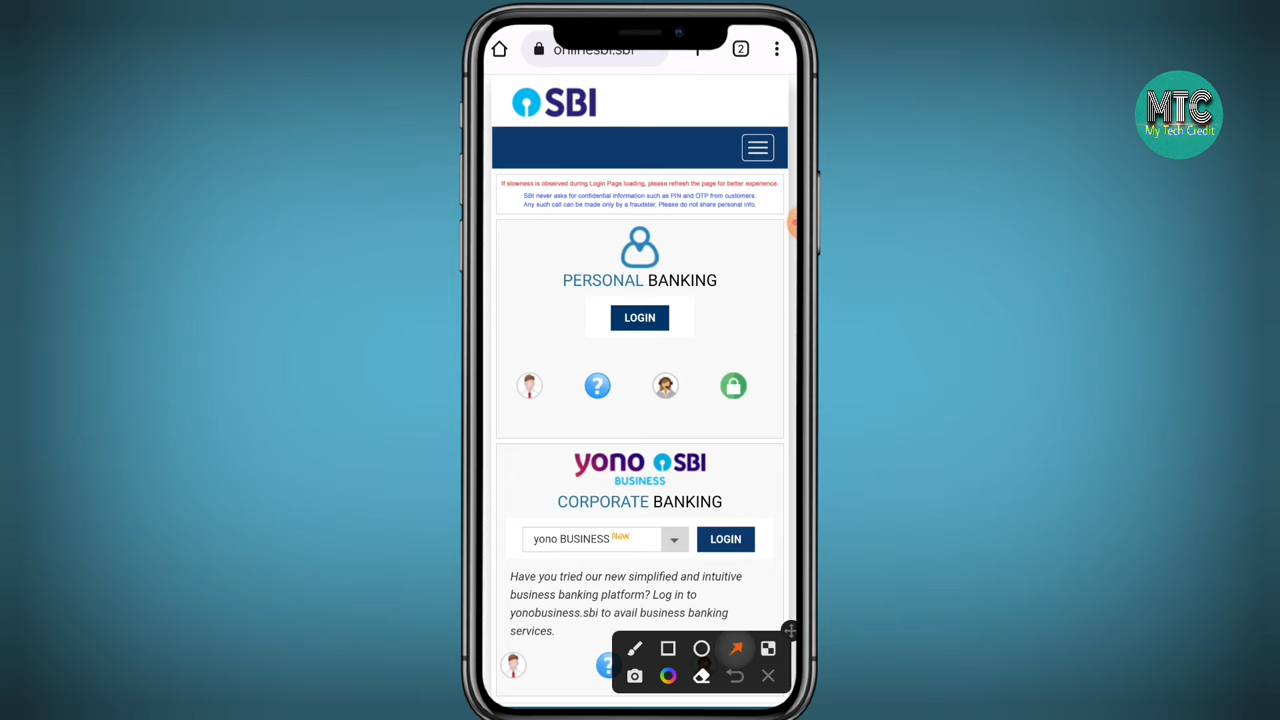 onlinesbi.sbi
2
SBI
If slowness is observed during Login Page loading, please refresh the page for better experience.
SBI never asks for confidential information such as PIN and OTP from customers.
Any such call can be made only by a fraudster. Please do not share personal info.
PERSONAL BANKING
LOGIN
?
yono SBI
BUSINESS
CORPORATE BANKING
yono BUSINESS New
LOGIN
Have you tried our new simplified and intuitive
business banking platform? Log in to
yonobusiness.sbi to avail business banking
services.
?
MTC
My Tech Credit